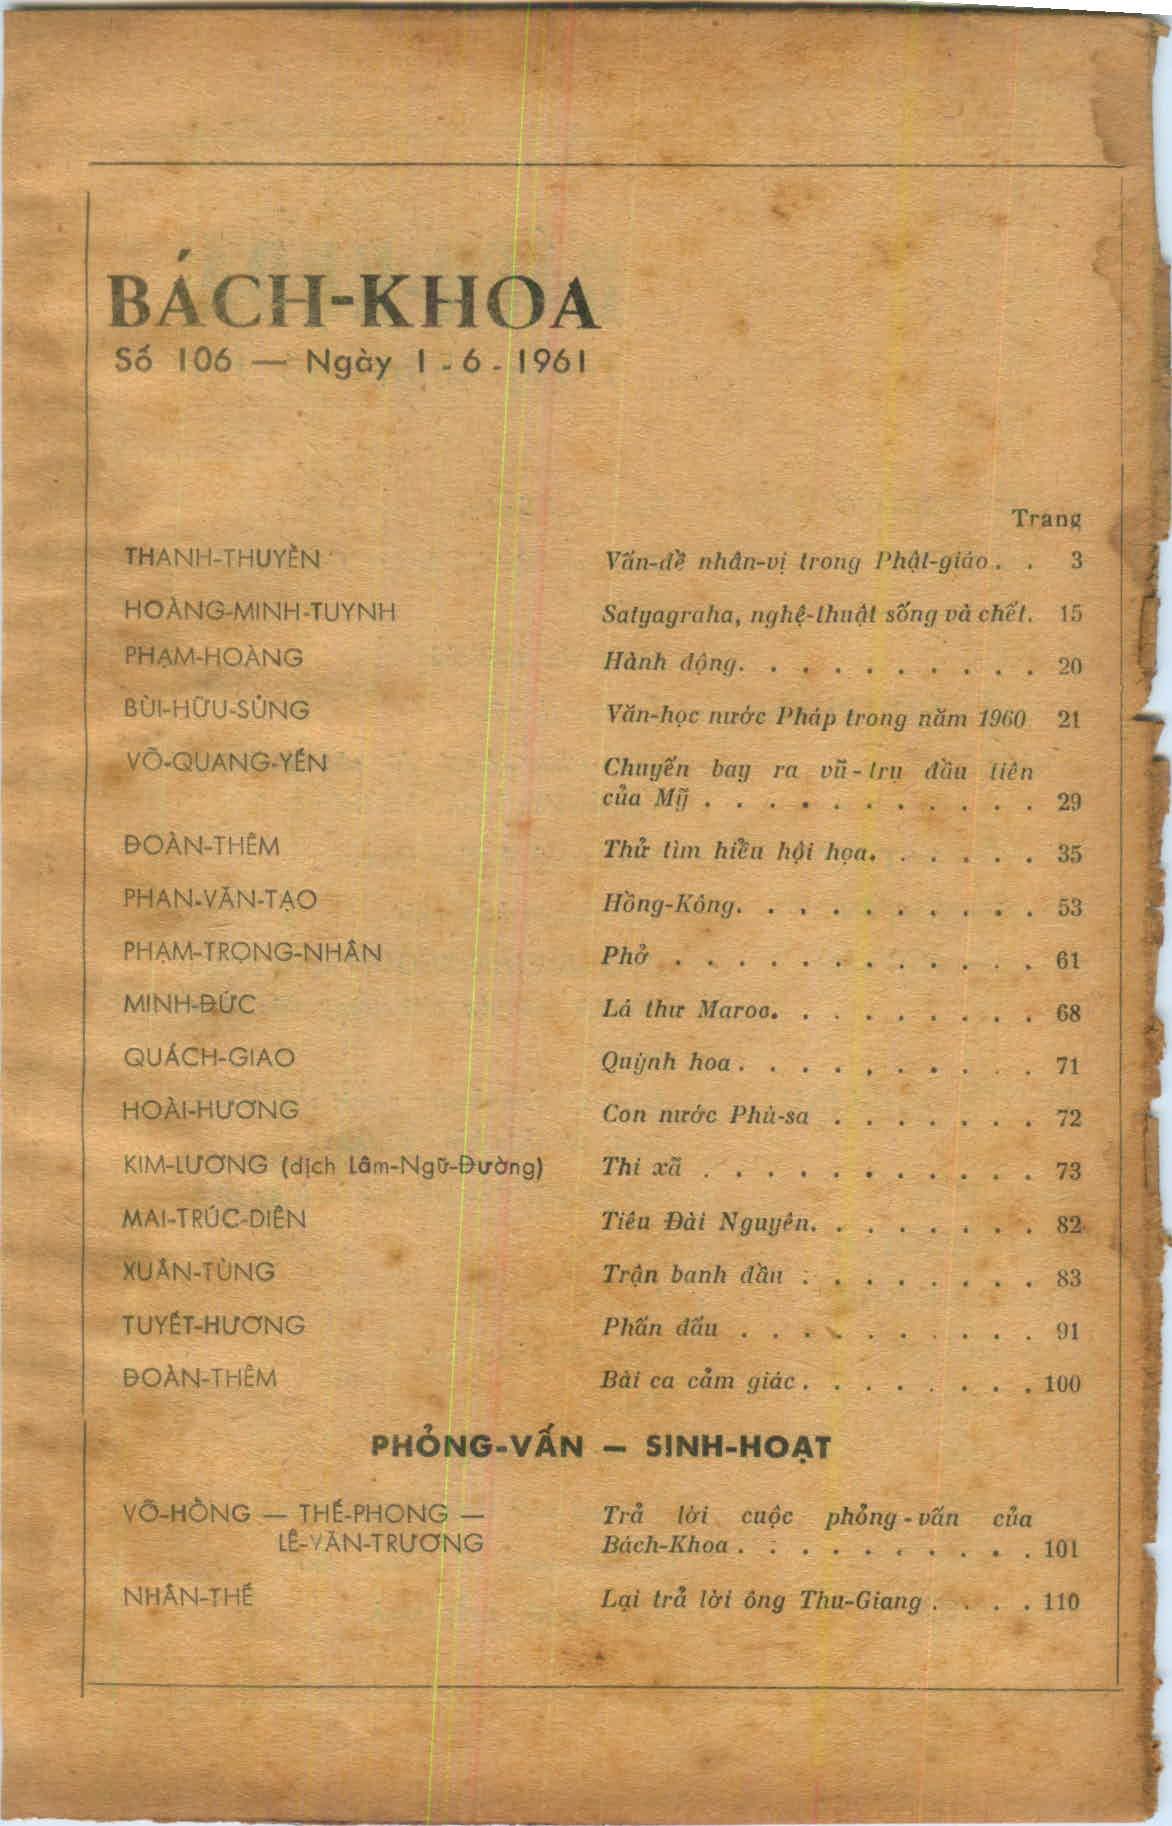 BÁCH-KHOA
Số 106 — Ngày 1 - 6 - 1961
Trang
THANH-THUYỀN Vấn-đề nhân-vị trong Phật-giáo . . 3
HOÀNG-MINH-TUYNH Satyagraha, nghệ-thuật sống và chết. 15
PHẠM-HOÀNG Hành động. . . . . . . . . . 20
BÙI-HỮU-SỦNG Văn-học nước Pháp trong năm 1960 21
VÕ-QUANG-YẾN Chuyến bay ra vũ-trụ đầu tiên
của Mỹ . . . . . . . . . . . 29
ĐOÀN-THÊM Thử tìm hiểu hội họa. . . . . . 35
PHAN-VĂN-TẠO Hồng-Kông. . . . . . . . . . 53
PHẠM-TRỌNG-NHÂN Phở . . . . . . . . . . . . 61
MINH-ĐỨC Lá thư Maroc. . . . . . . . . 68
QUÁCH-GIAO Quỳnh hoa . . . . . . . . . . 71
HOÀI-HƯƠNG Con nước Phù-sa . . . . . . . 72
KIM-LƯƠNG (dịch Lâm-Ngữ-Đường) Thi xã . . . . . . . . . . . 73
MAI-TRÚC-DIÊN Tiêu Đài Nguyên. . . . . . . . 82
XUÂN-TÙNG Trận banh đầu . . . . . . . . 83
TUYẾT-HƯƠNG Phấn đấu . . . . . . . . . . 91
ĐOÀN-THÊM Bài ca cảm giác . . . . . . . . 100
PHỎNG-VẤN — SINH-HOẠT
VÕ-HỒNG — THẾ-PHONG — Trả lời cuộc phỏng-vấn của
LÊ-VĂN-TRƯƠNG Bách-Khoa . . . . . . . . . . 101
NHÂN-THẾ Lại trả lời ông Thu-Giang . . . . 110